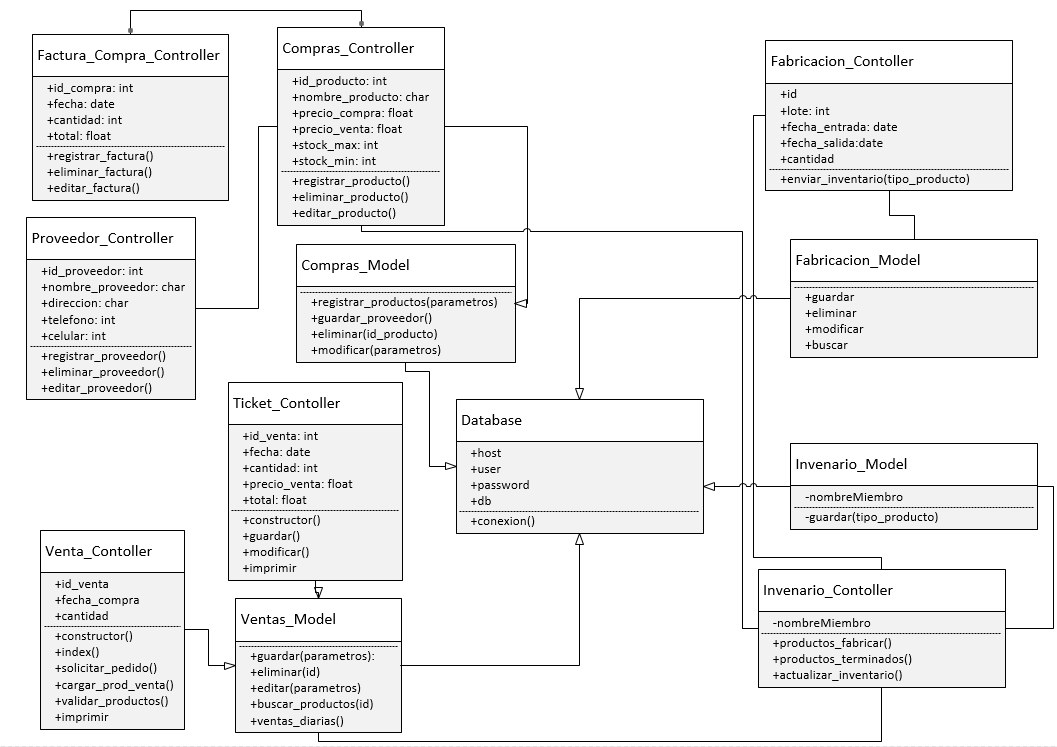 Factura_Compra_Controller
+id_compra: int
+fecha: date
+cantidad: int
+total: float
+registrar_factura()
+eliminar_factura()
+editar_factura()
Compras_Controller
+id_producto: int
+nombre_producto: char
+precio_compra: float
+precio_venta: float
+stock_max: int
+stock_min: int
+registrar_producto()
+eliminar_producto()
+editar_producto()
Fabricacion_Contoller
+id
+lote: int
+fecha_entrada: date
+fecha_salida:date
+cantidad
+enviar_inventario(tipo_producto)
Proveedor_Controller
+id_proveedor: int
+nombre_proveedor: char
+direccion: char
+telefono: int
+celular: int
+registrar_proveedor()
+eliminar_proveedor()
+editar_proveedor()
Compras_Model
+registrar_productos(parametros)
+guardar_proveedor()
+eliminar(id_producto)
+modificar(parametros)
Fabricacion_Model
+guardar
+eliminar
+modificar
+buscar
Ticket_Contoller
+id_venta: int
+fecha: date
+cantidad: int
+precio_venta: float
+total: float
+constructor()
+guardar()
+modificar()
+imprimir
Database
+host
+user
+password
+db
+conexion()
Invenario_Model
-nombreMiembro
-guardar(tipo_producto)
Venta_Contoller
+id_venta
+fecha_compra
+cantidad
+constructor()
+index()
+solicitar_pedido()
+cargar_prod_venta()
+validar_productos()
+imprimir
Ventas_Model
+guardar(parametros):
+eliminar(id)
+editar(parametros)
+buscar_productos(id)
+ventas_diarias()
Invenario_Contoller
-nombreMiembro
+productos_fabricar()
+productos_terminados()
+actualizar_inventario()